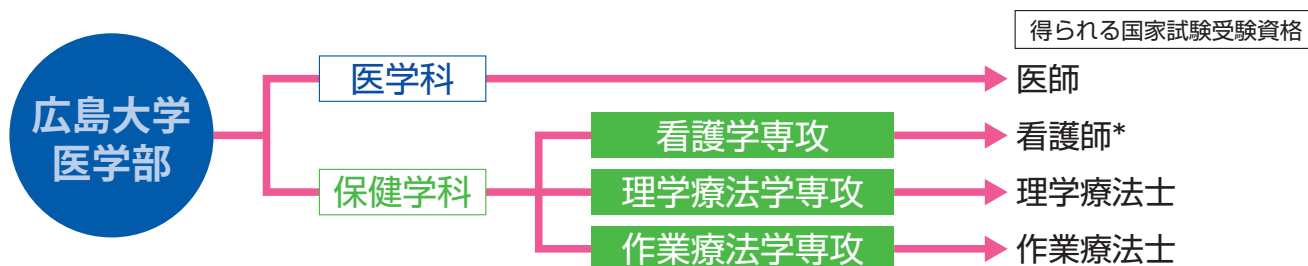 得られる国家試験受験資格
広島大学
医学部
医学科
医師
保健学科
看護学専攻
看護師*
理学療法学専攻
理学療法士
作業療法学専攻
作業療法士